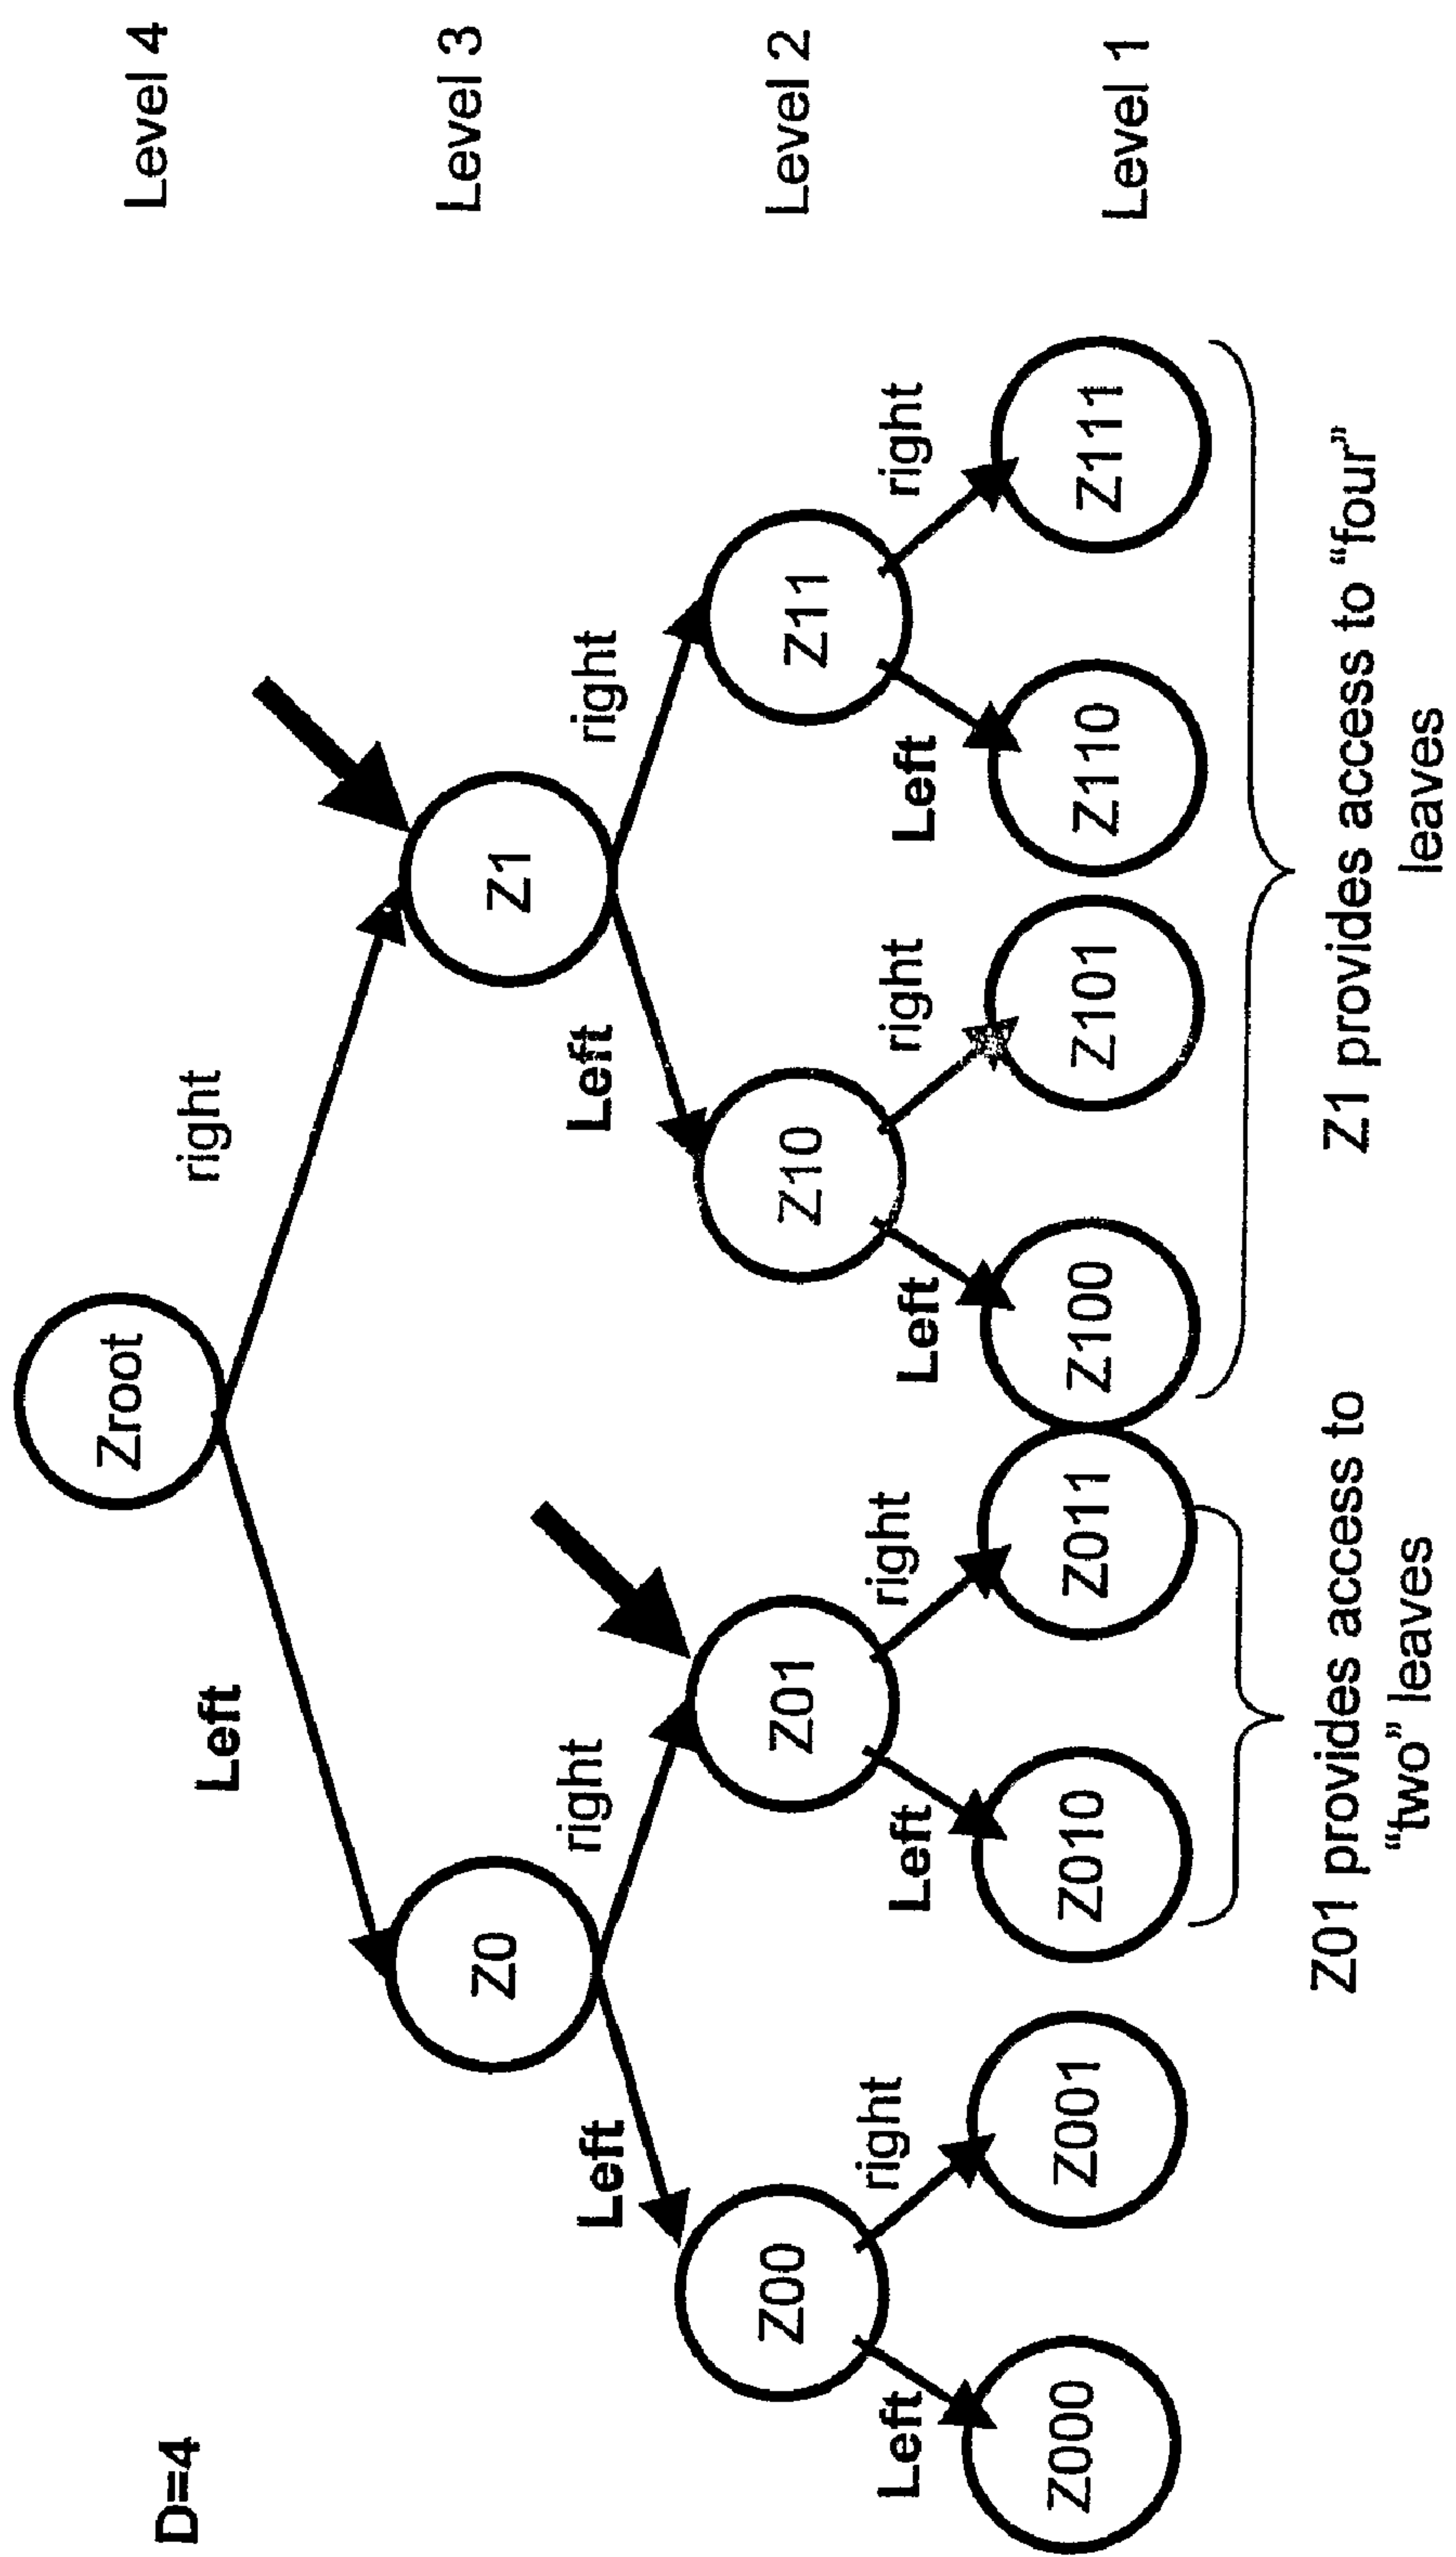 D=4
Zroot
Level 4
Left
right
Z0
Z1
Level 3
Left
right
Left
right
Z00
Z01
Z10
Z11
Level 2
Left
right
Left
right
Left
right
Left
right
Z000
Z001
Z010
Z011
Z100
Z101
Z110
Z111
Level 1
Z01 provides access to
“two” leaves
Z1 provides access to “four”
leaves